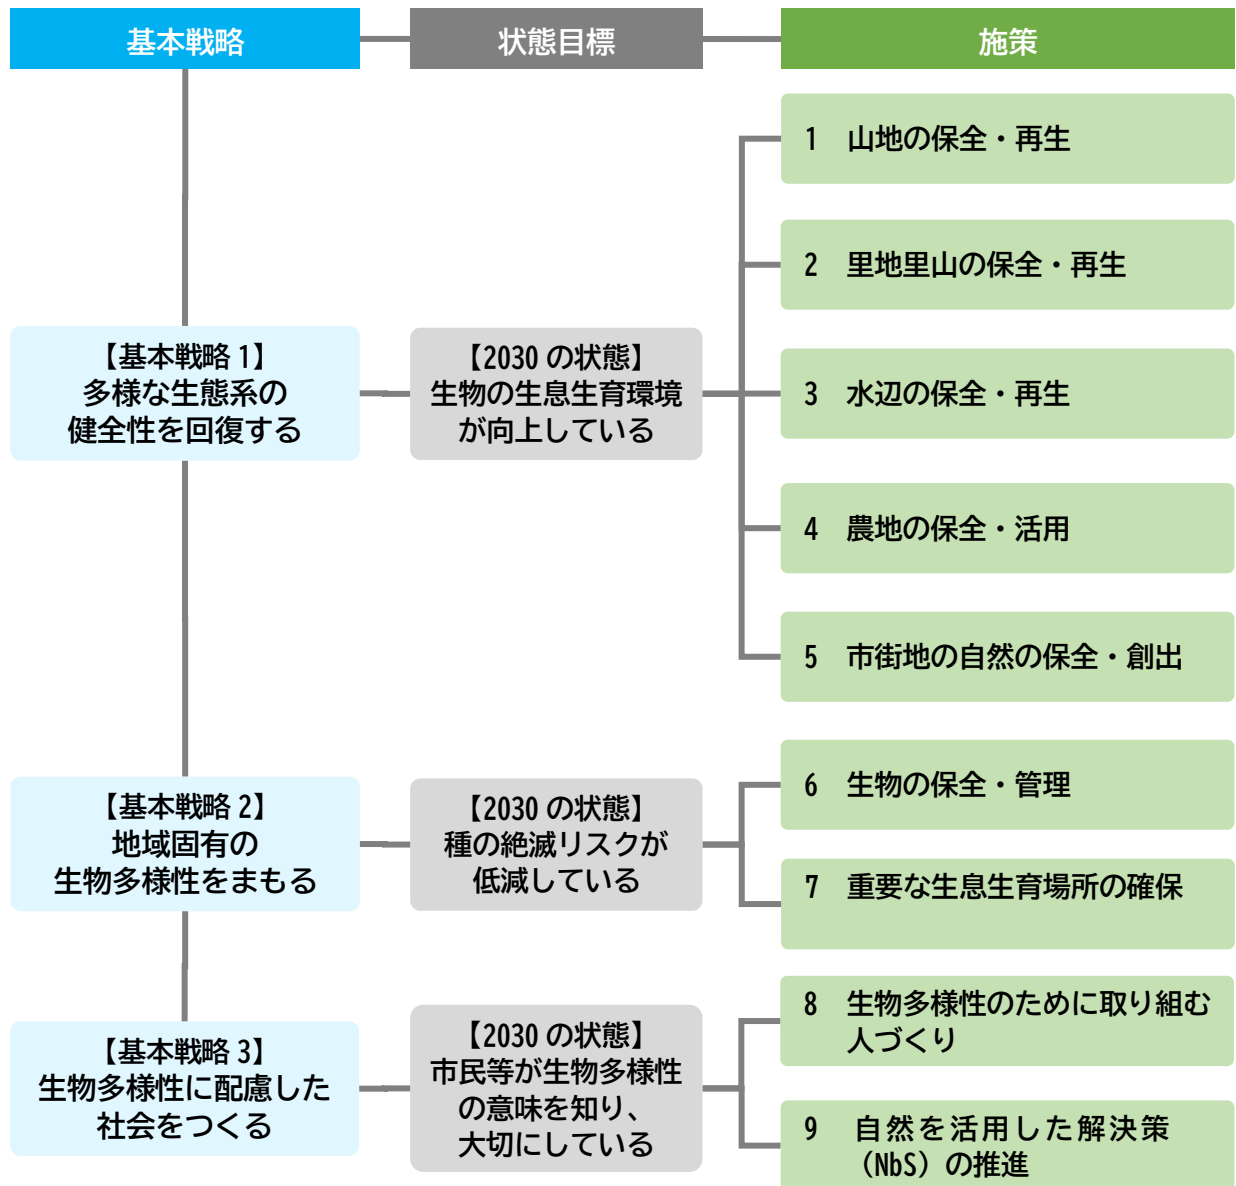 基本戦略
状態目標
施策
【基本戦略 1】
多様な生態系の
健全性を回復する
【2030 の状態】
生物の生息生育環境
が向上している
1 山地の保全・再生
2 里地里山の保全・再生
3 水辺の保全・再生
4 農地の保全・活用
5 市街地の自然の保全・創出
【基本戦略 2】
地域固有の
生物多様性をまもる
【2030 の状態】
種の絶滅リスクが
低減している
6 生物の保全・管理
7 重要な生息生育場所の確保
【基本戦略 3】
生物多様性に配慮した
社会をつくる
【2030 の状態】
市民等が生物多様性
の意味を知り、
大切にしている
8 生物多様性のために取り組む
人づくり
9 自然を活用した解決策
（NbS）の推進